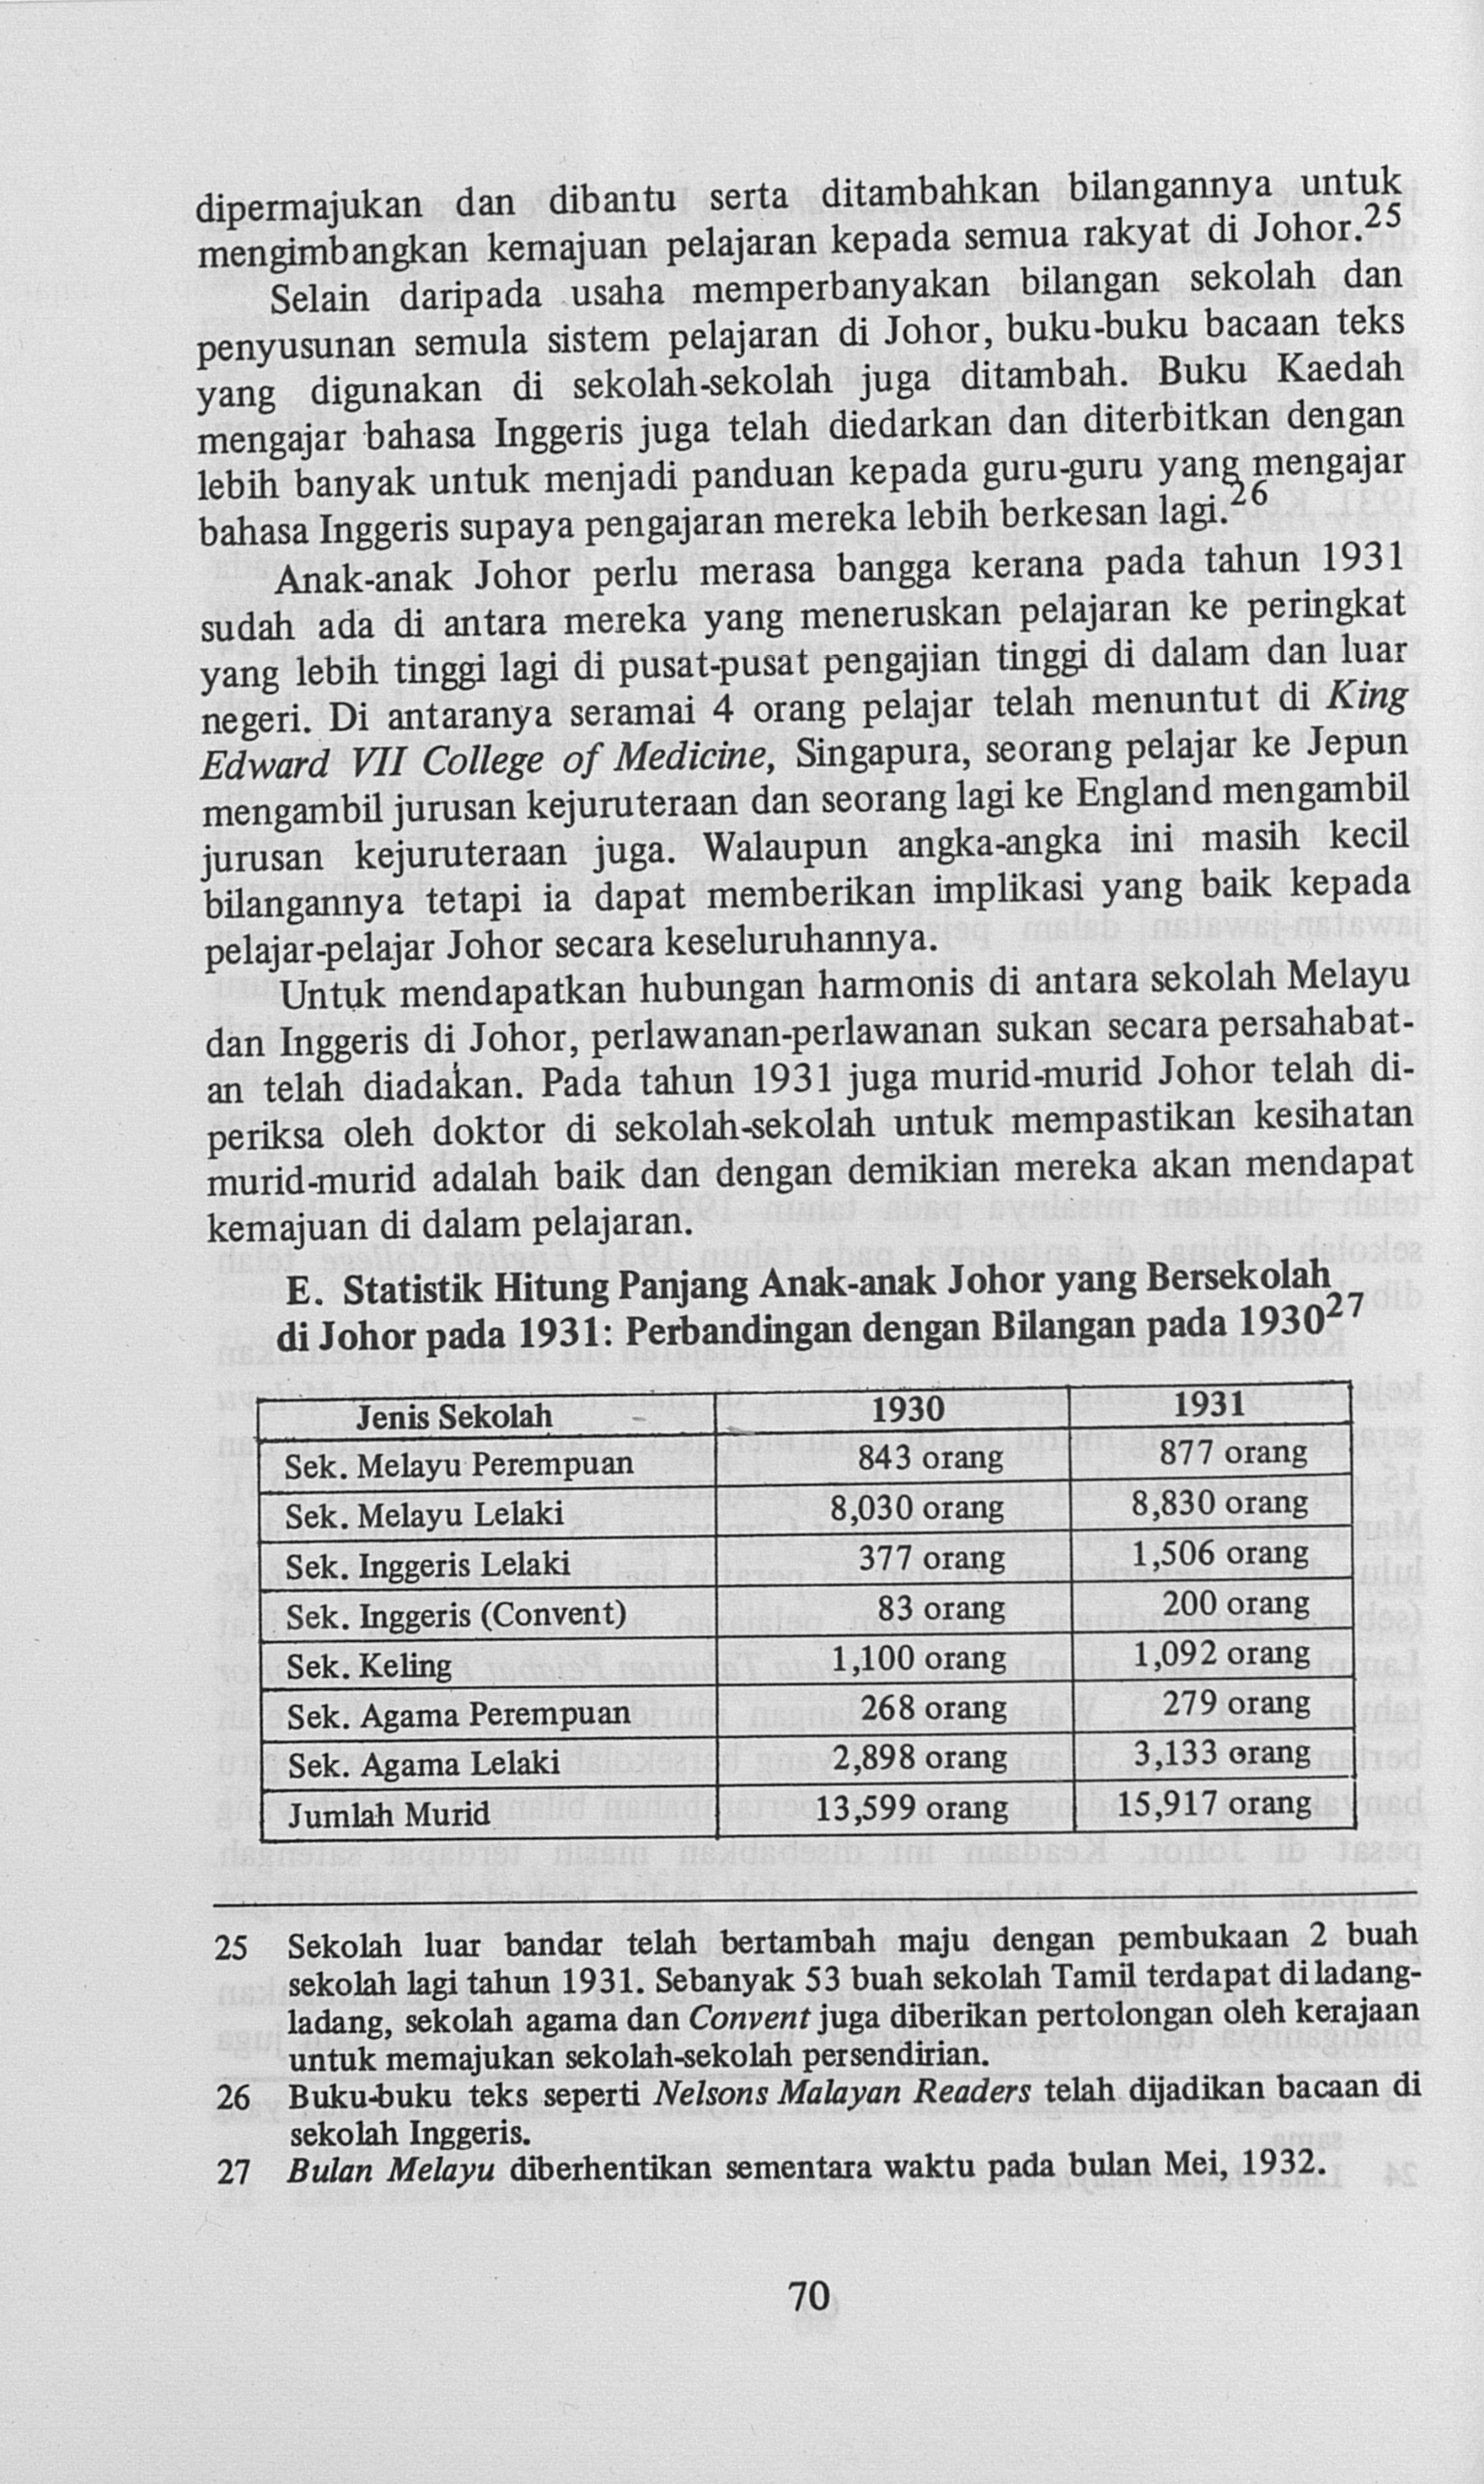 dipermajukan dan dibantu serta ditambahkan bilangannya untuk
mengimbangkan kemajuan pelajaran kepada semua rakyat di Johor.25
Selain daripada usaha memperbanyakan bilangan sekolah dan
penyusunan semula sistem pelajaran di Johor, buku-buku bacaan teks
yang digunakan di sekolah-sekolah juga ditambah. Buku Kaedah
mengajar bahasa Inggeris juga telah diedarkan dan diterbitkan dengan
lebih banyak untuk menjadi panduan kepada guru-guru yang mengajar
bahasa Inggeris supaya pengajaran mereka lebih berkesan lagi.26
Anak-anak Johor perlu merasa bangga kerana pada tahun 1931
sudah ada di antara mereka yang meneruskan pelajaran ke peringkat
yang lebih tinggi lagi di pusat-pusat pengajian tinggi di dalam dan luar
negeri. Di antaranya seramai 4 orang pelajar telah menuntut di King
Edward VII College of Medicine, Singapura, seorang pelajar ke Jepun
mengambil jurusan kejuruteraan dan seorang lagi ke England mengambil
jurusan kejuruteraan juga. Walaupun angka-angka ini masih kecil
bilangannya tetapi ia dapat memberikan implikasi yang baik kepada
pelajar-pelajar Johor secara keseluruhannya.
Untuk mendapatkan hubungan harmonis di antara sekolah Melayu
dan Inggeris di Johor, perlawanan-perlawanan sukan secara persahabat-
an telah diadakan. Pada tahun 1931 juga murid-murid Johor telah di-
periksa oleh doktor di sekolah-sekolah untuk mempastikan kesihatan
murid-murid adalah baik dan dengan demikian mereka akan mendapat
kemajuan di dalam pelajaran.
E. Statistik Hitung Panjang Anak-anak Johor yang Bersekolah
di Johor pada 1931: Perbandingan dengan Bilangan pada 193027
Jenis Sekolah 1930 1931
Sek. Melayu Perempuan 843 orang 877 orang
Sek. Melayu Lelaki 8,030 orang 8,830 orang
Sek. Inggeris Lelaki 377 orang 1,506 orang
Sek. Inggeris (Convent) 83 orang 200 orang
Sek. Keling 1,100 orang 1,092 orang
Sek. Agama Perempuan 268 orang 279 orang
Sek. Agama Lelaki 2,898 orang 3,133 orang
Jumlah Murid 13,599 orang 15,917 orang
25 Sekolah luar bandar telah bertambah maju dengan pembukaan 2 buah
sekolah lagi tahun 1931. Sebanyak 53 buah sekolah Tamil terdapat di ladang-
ladang, sekolah agama dan Convent juga diberikan pertolongan oleh kerajaan
untuk memajukan sekolah-sekolah persendirian.
26 Buku-buku teks seperti Nelsons Malayan Readers telah dijadikan bacaan di
sekolah Inggeris.
27 Bulan Melayu diberhentikan sementara waktu pada bulan Mei, 1932.
70